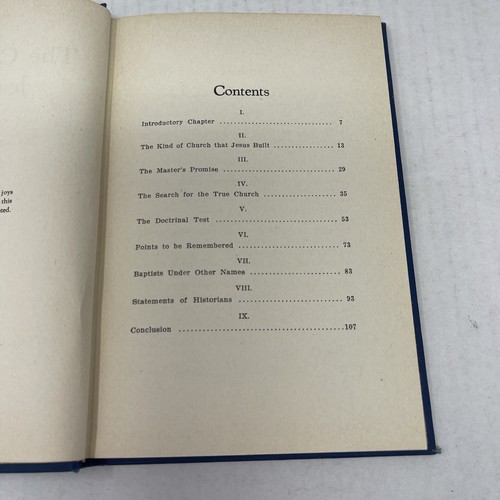 joys
this
ted.
Contents
I.
Introductory Chapter .............................. 7
II.
The Kind of Church that Jesus Built ................ 13
III.
The Master's Promise ............................. 29
IV.
The Search for the True Church .................... 35
V.
The Doctrinal Test ............................... 53
VI.
Points to be Remembered .......................... 73
VII.
Baptists Under Other Names ....................... 83
VIII.
Statements of Historians ........................... 93
IX.
Conclusion ........................................107